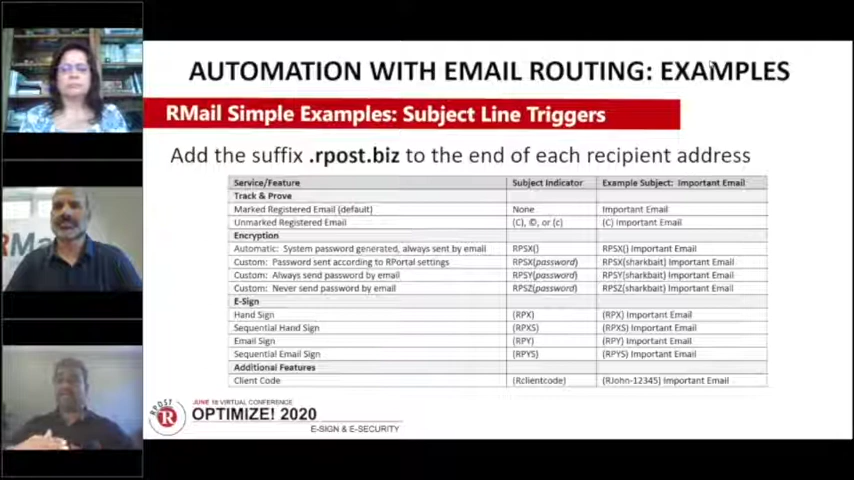 AUTOMATION WITH EMAIL ROUTING: EXAMPLES
RMail Simple Examples: Subject Line Triggers
Add the suffix .rpost.biz to the end of each recipient address
Service/Feature Subject Indicator Example Subject: Important Email
Track & Prove
Marked Registered Email (default) None Important Email
Unmarked Registered Email (C), ©, or (c) (C) Important Email
Encryption
Automatic: System password generated, always sent by email RPSX() RPSX() Important Email
Custom: Password sent according to RPortal settings RPSX(password) RPSX(sharkbait) Important Email
Custom: Always send password by email RPSY(password) RPSY(sharkbait) Important Email
Custom: Never send password by email RPSZ(password) RPSZ(sharkbait) Important Email
E-Sign
Hand Sign (RPX) (RPX) Important Email
Sequential Hand Sign (RPXS) (RPXS) Important Email
Email Sign (RPY) (RPY) Important Email
Sequential Email Sign (RPYS) (RPYS) Important Email
Additional Features
Client Code (Rclientcode) (RJohn-12345) Important Email
RPOST
R
JUNE 18 VIRTUAL CONFERENCE
OPTIMIZE! 2020
E-SIGN & E-SECURITY